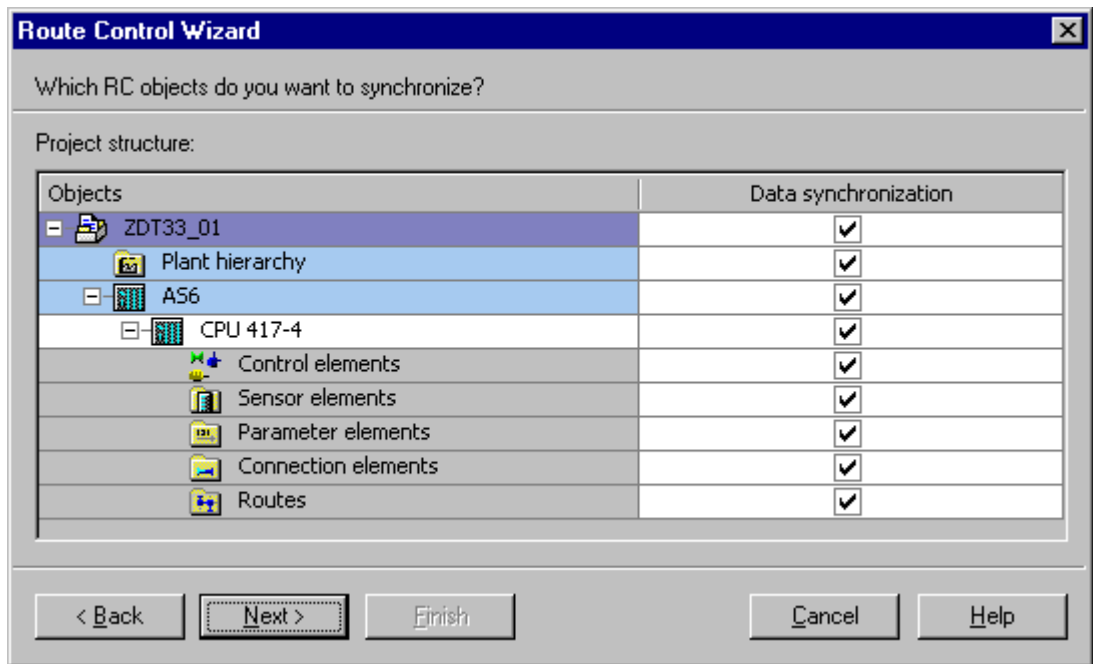 Route Control Wizard
Which RC objects do you want to synchronize?
Project structure:
Objects Data synchronization
ZDT33_01
Plant hierarchy
AS6
CPU 417-4
Control elements
Sensor elements
Parameter elements
Connection elements
Routes
< Back Next > Finish Cancel Help